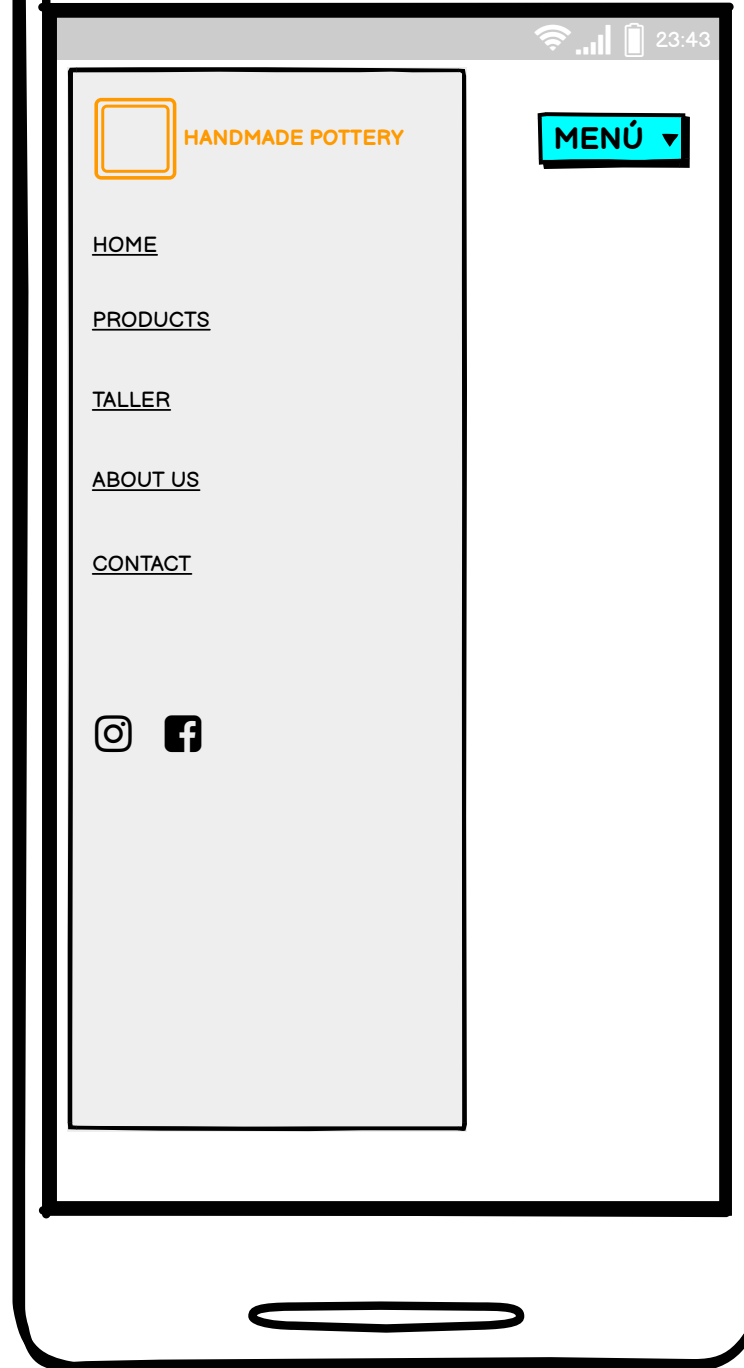 23:43
HANDMADE POTTERY
MENÚ
HOME
PRODUCTS
TALLER
ABOUT US
CONTACT